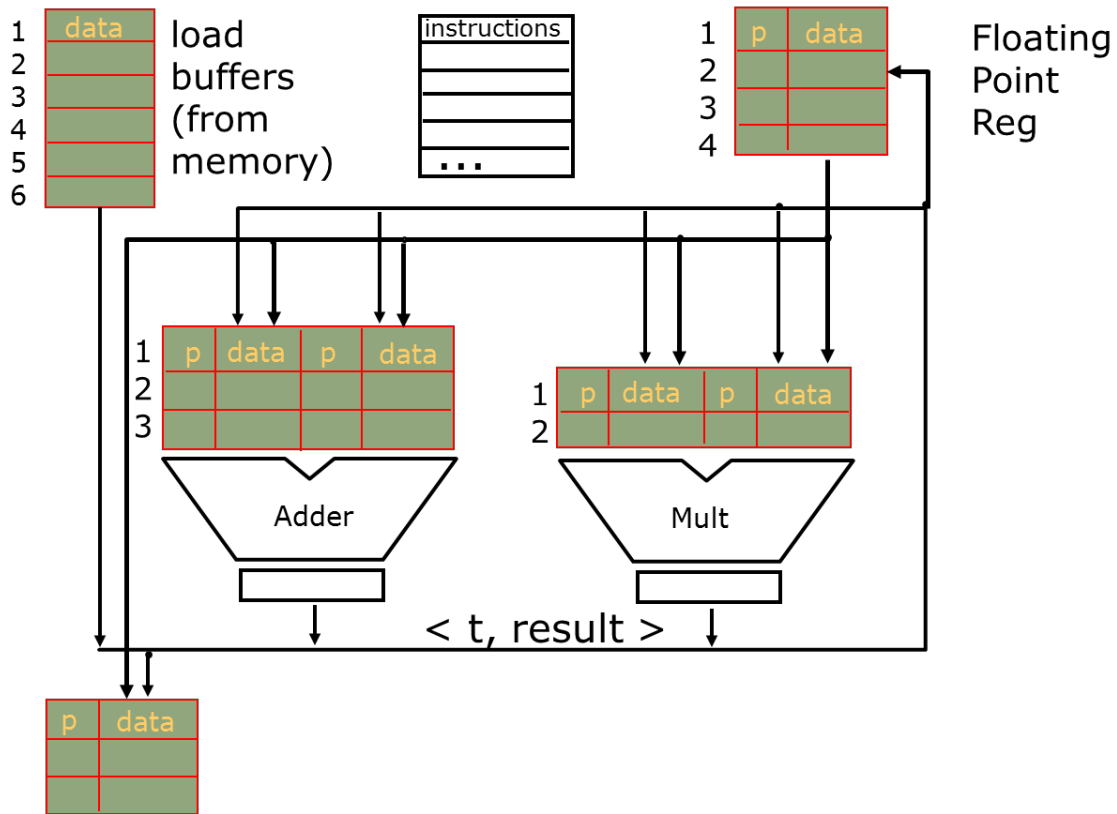 1
2
3
4
5
6
data
load
buffers
(from
memory)
instructions
...
1
2
3
4
p data
Floating
Point
Reg
1
2
3
p data p data
1
2
p data p data
Adder
Mult
< t, result >
p data